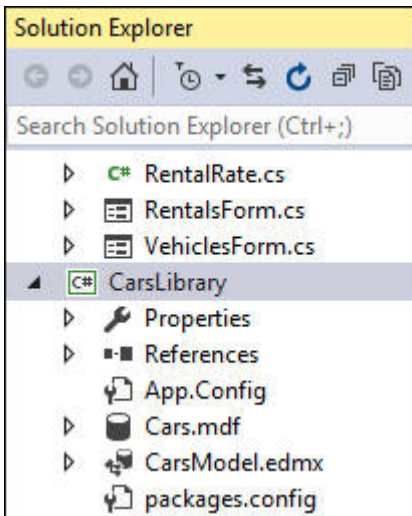 Solution Explorer
Search Solution Explorer (Ctrl+;)
C# RentalRate.cs
RentalsForm.cs
VehiclesForm.cs
C# CarsLibrary
Properties
References
App.Config
Cars.mdf
CarsModel.edmx
packages.config